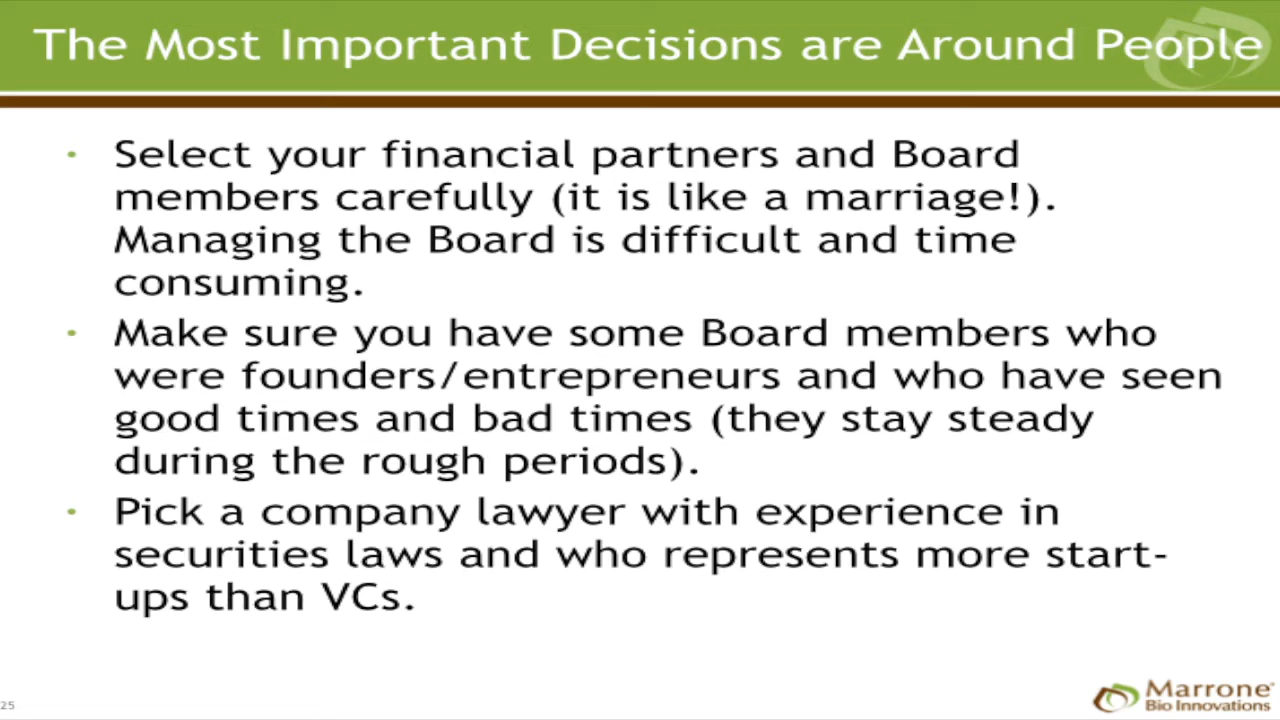 The Most Important Decisions are Around People
• Select your financial partners and Board
members carefully (it is like a marriage!).
Managing the Board is difficult and time
consuming.
• Make sure you have some Board members who
were founders/entrepreneurs and who have seen
good times and bad times (they stay steady
during the rough periods).
• Pick a company lawyer with experience in
securities laws and who represents more start-
ups than VCs.
25
Marrone®
Bio Innovations